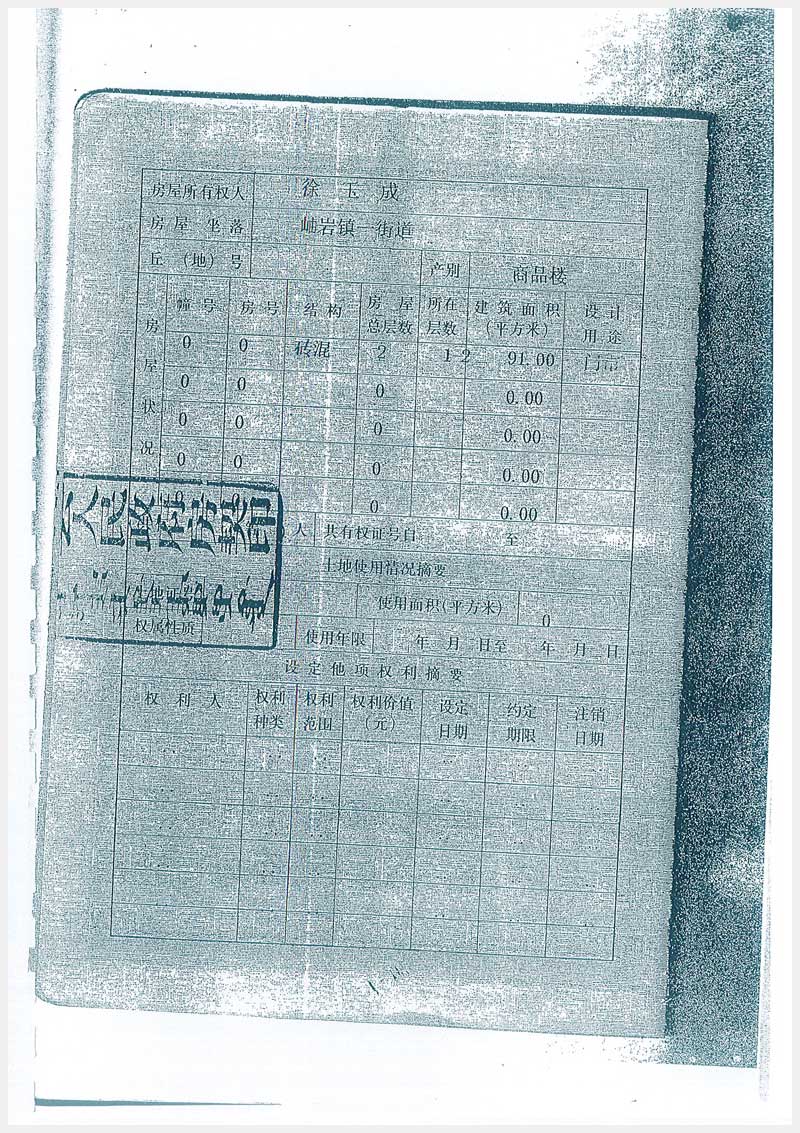 房屋所有权人 徐玉成
房屋坐落 岫岩镇一街道
丘（地）号 产别 商品楼
房屋状况 幢号 房号 结构 房屋总层数 所在层数 建筑面积（平方米） 设计用途
0 0 砖混 2 1 2 91.00 门市
0 0 0 0.00
0 0 0 0.00
0 0 0 0.00
0 0.00
人 共有权证号自 至
土地使用情况摘要
使用面积(平方米) 0
权属性质 使用年限 年 月 日至 年 月 日
设定他项权利摘要
权利人 权利种类 权利范围 权利价值（元） 设定日期 约定期限 注销日期
人民政府房